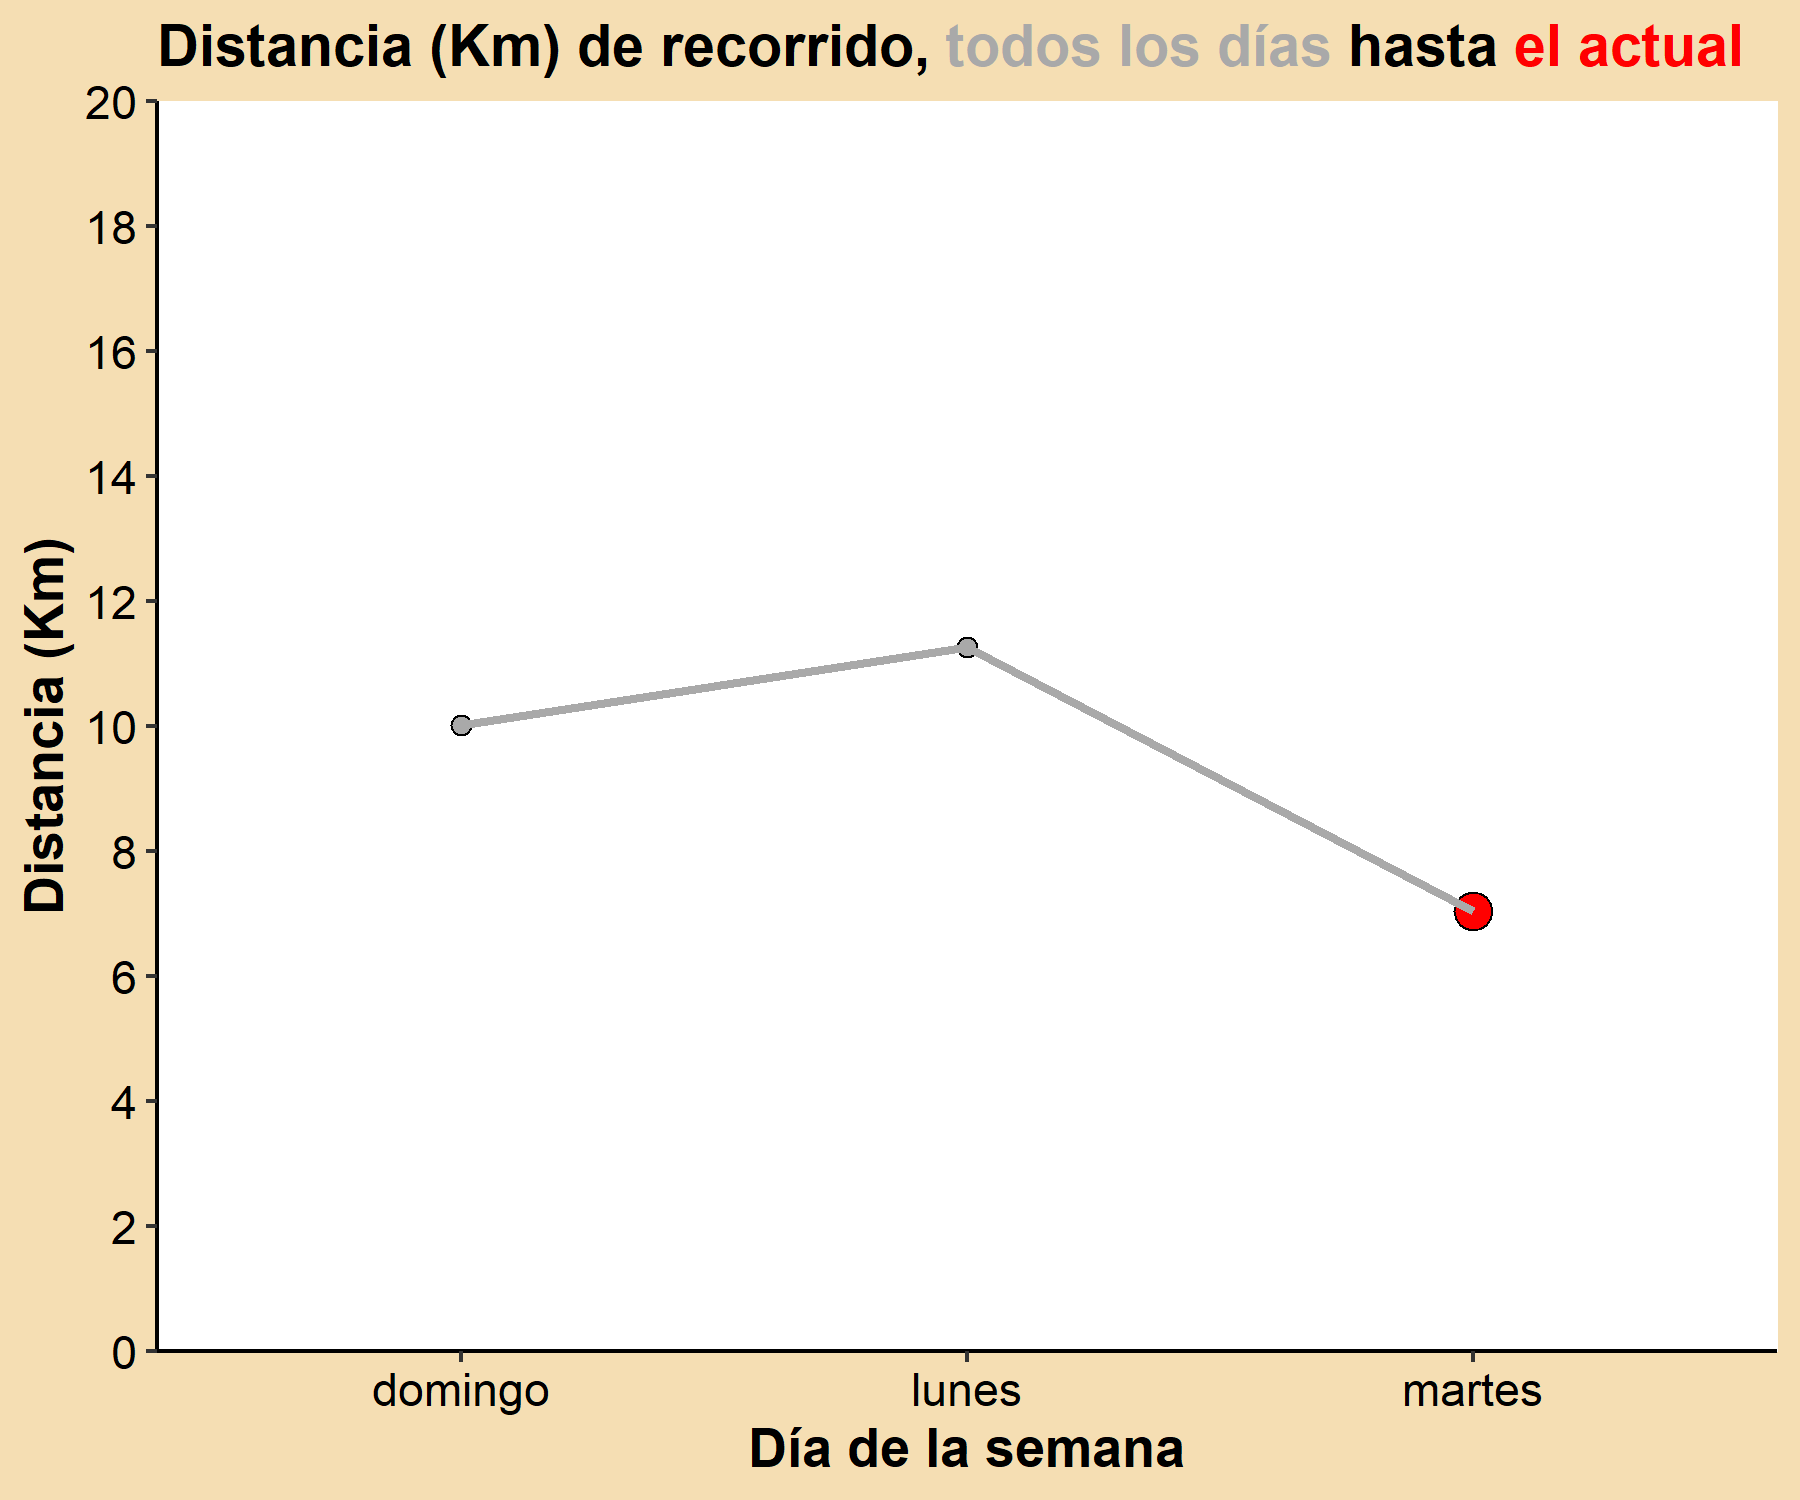 Distancia (Km) de recorrido, todos los días hasta el actual
20
18
16
14
12
10
8
6
4
2
0
Distancia (Km)
domingo lunes martes
Día de la semana